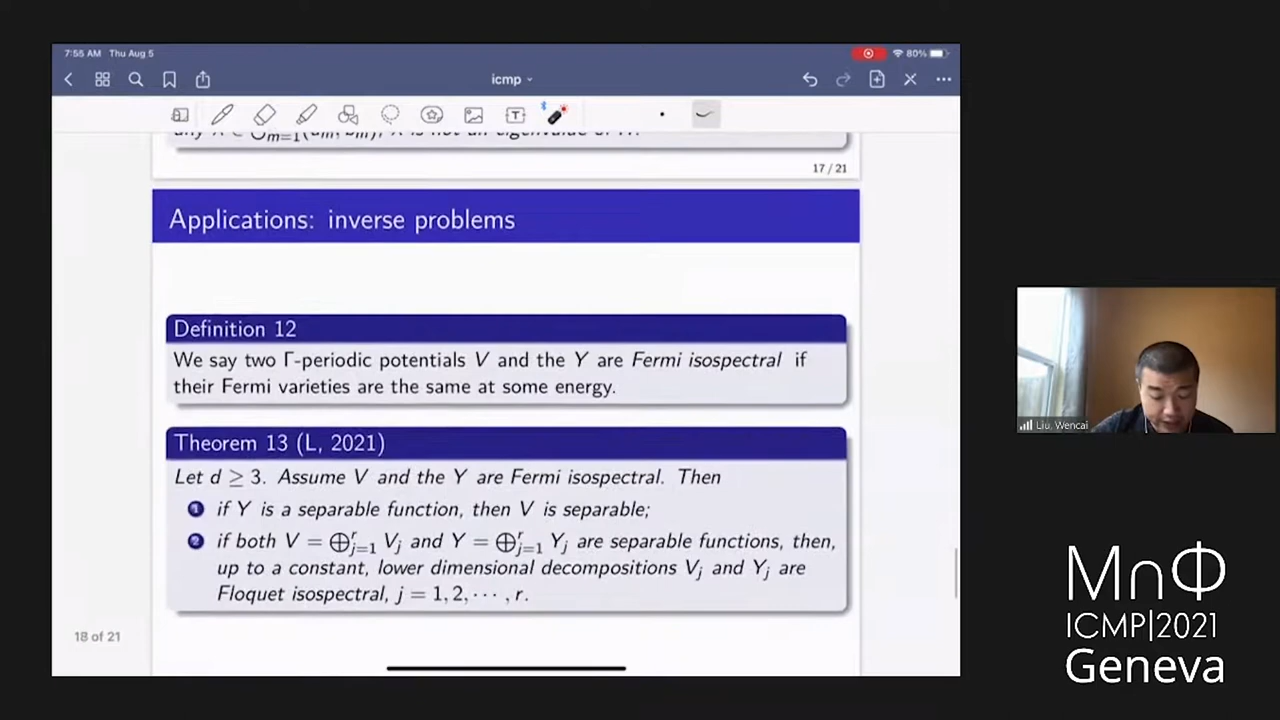 7:55 AM Thu Aug 5
80%
icmp
T
17 / 21
Applications: inverse problems
Definition 12
We say two Γ-periodic potentials V and the Y are Fermi isospectral if
their Fermi varieties are the same at some energy.
Theorem 13 (L, 2021)
Let d ≥ 3. Assume V and the Y are Fermi isospectral. Then
1 if Y is a separable function, then V is separable;
2 if both V = ⊕ʳⱼ₌₁ Vⱼ and Y = ⊕ʳⱼ₌₁ Yⱼ are separable functions, then,
up to a constant, lower dimensional decompositions Vⱼ and Yⱼ are
Floquet isospectral, j = 1, 2, ⋯ , r.
18 of 21
Liu, Wencai
MnΦ
ICMP|2021
Geneva